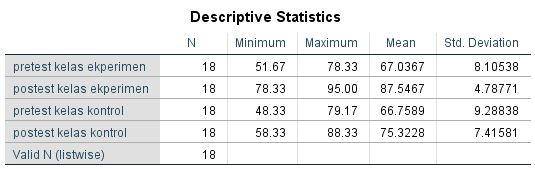 Descriptive Statistics
N Minimum Maximum Mean Std. Deviation
pretest kelas ekperimen 18 51.67 78.33 67.0367 8.10538
postest kelas ekperimen 18 78.33 95.00 87.5467 4.78771
pretest kelas kontrol 18 48.33 79.17 66.7589 9.28838
postest kelas kontrol 18 58.33 88.33 75.3228 7.41581
Valid N (listwise) 18